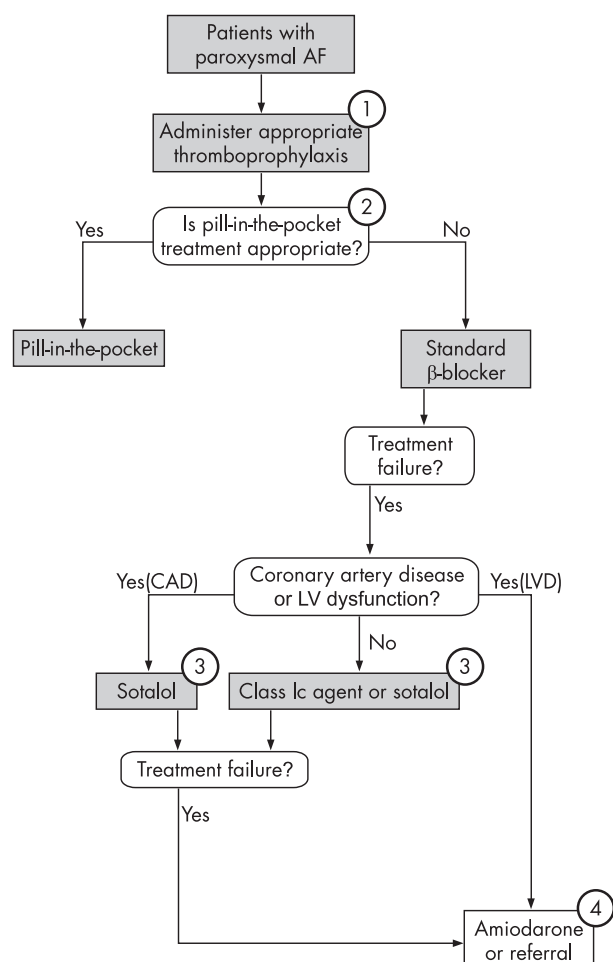 Patients with
paroxysmal AF
1
Administer appropriate
thromboprophylaxis
2
Is pill-in-the-pocket
treatment appropriate?
Yes
No
Pill-in-the-pocket
Standard
β-blocker
Treatment
failure?
Yes
Coronary artery disease
or LV dysfunction?
Yes(CAD)
Yes(LVD)
No
3
Sotalol
3
Class Ic agent or sotalol
Treatment failure?
Yes
4
Amiodarone
or referral